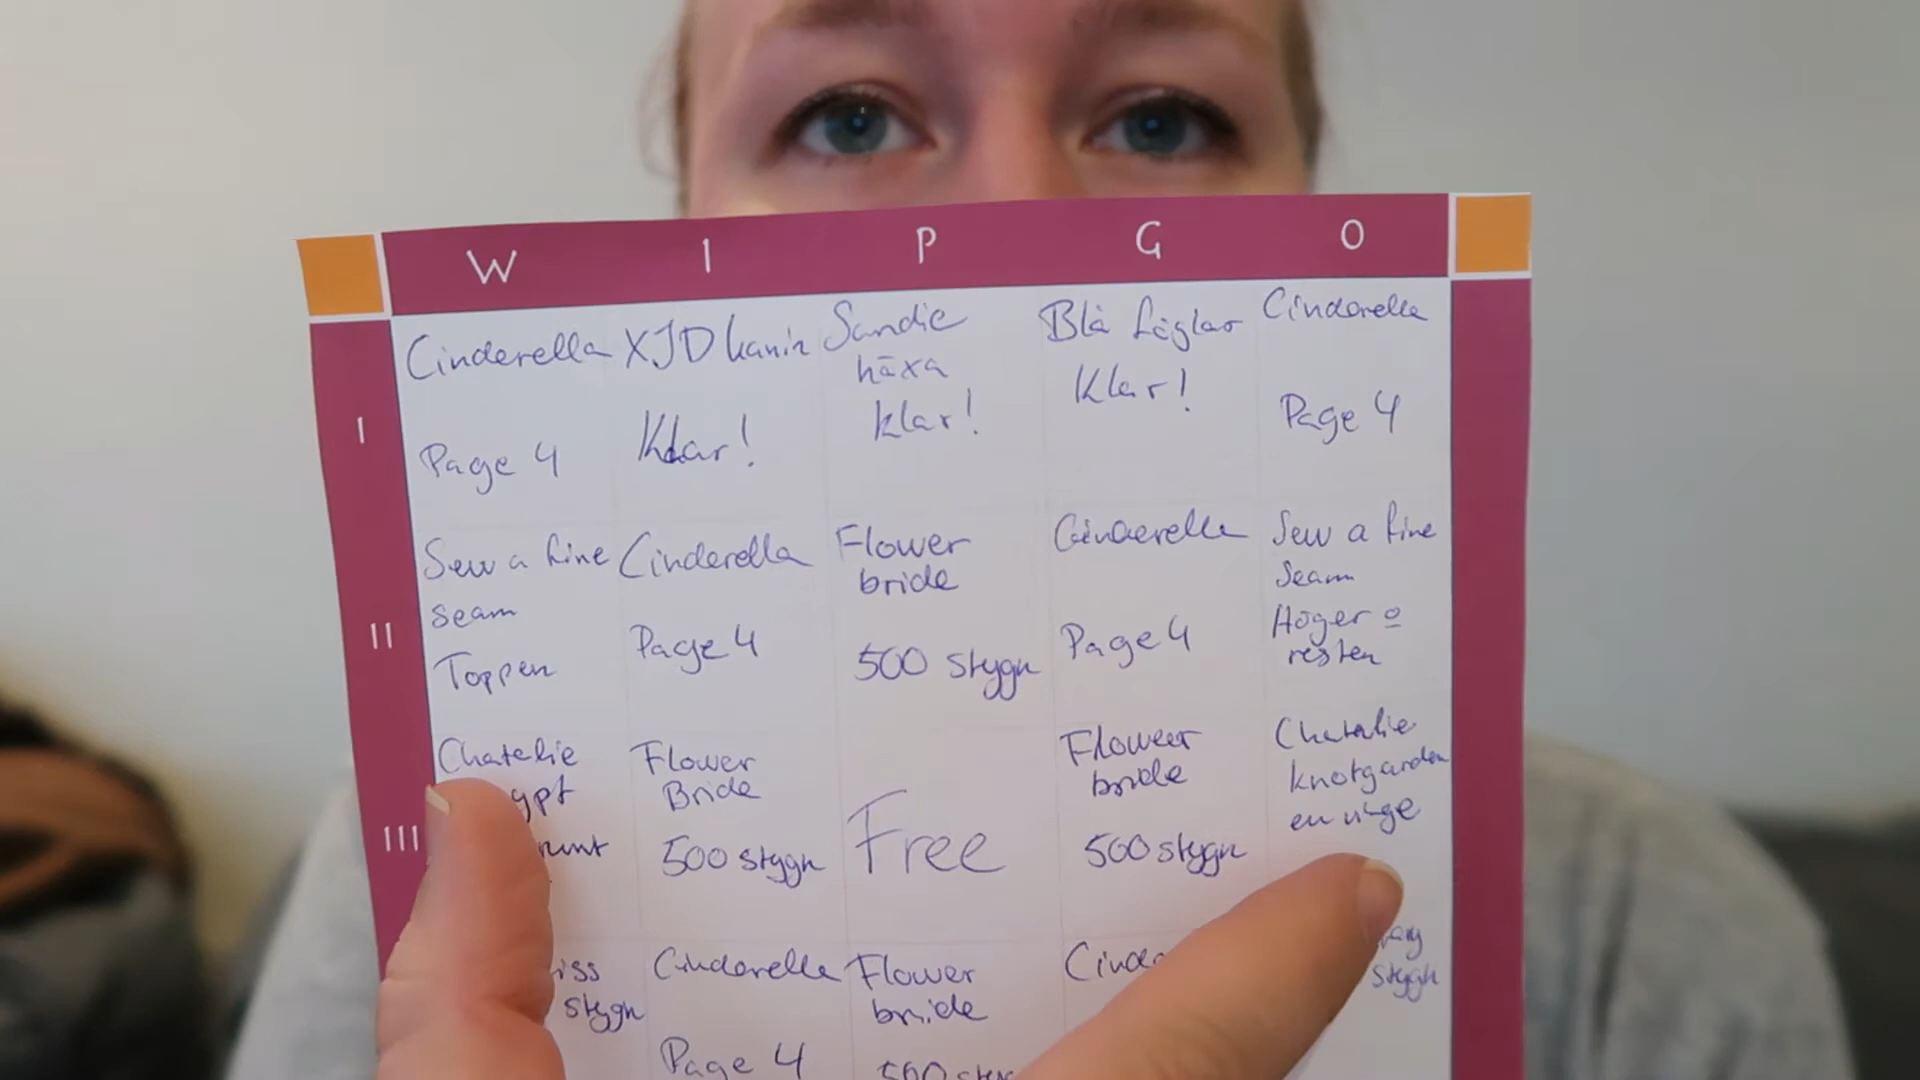 W I P G O
I
Cinderella
Page 4
XJD kanin
Klar!
Sandie
häxa
klar!
Blå fåglar
Klar!
Cinderella
Page 4
II
Sew a fine
seam
Toppen
Cinderella
Page 4
Flower
bride
500 stygn
Cinderella
Page 4
Sew a fine
seam
Höger o
resten
III
Chatelie
Flower
Bride
500 stygn
Free
Flower
bride
500 stygn
Chatelie
knotgarden
en vinge
stygn
Cinderella
Page 4
Flower
bride
500
stygn